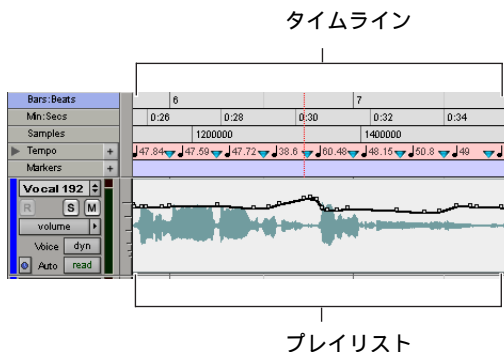 タイムライン
Bars:Beats 6 7
Min:Secs 0:26 0:28 0:30 0:32 0:34
Samples 1200000 1400000
Tempo + 47.84 47.59 47.72 38.6 60.48 48.15 50.8 49
Markers +
Vocal 192
R S M
volume
Voice dyn
Auto read
プレイリスト